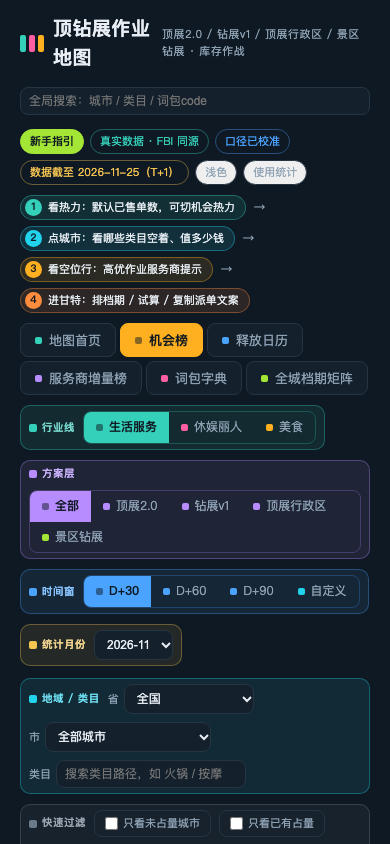 顶钻展作业地图
顶展2.0 / 钻展v1 / 顶展行政区 / 景区钻展 · 库存作战
全局搜索：城市 / 类目 / 词包code
新手指引 真实数据 · FBI 同源 口径已校准
数据截至 2026-11-25（T+1） 浅色 使用统计
1 看热力：默认已售单数，可切机会热力 →
2 点城市：看哪些类目空着、值多少钱 →
3 看空位行：高优作业服务商提示 →
4 进甘特：排档期 / 试算 / 复制派单文案
地图首页 机会榜 释放日历
服务商增量榜 词包字典 全城档期矩阵
行业线 生活服务 休娱丽人 美食
方案层
全部 顶展2.0 钻展v1 顶展行政区
景区钻展
时间窗 D+30 D+60 D+90 自定义
统计月份 2026-11
地域 / 类目 省 全国
市 全部城市
类目 搜索类目路径，如 火锅 / 按摩
快速过滤 只看未占量城市 只看已有占量